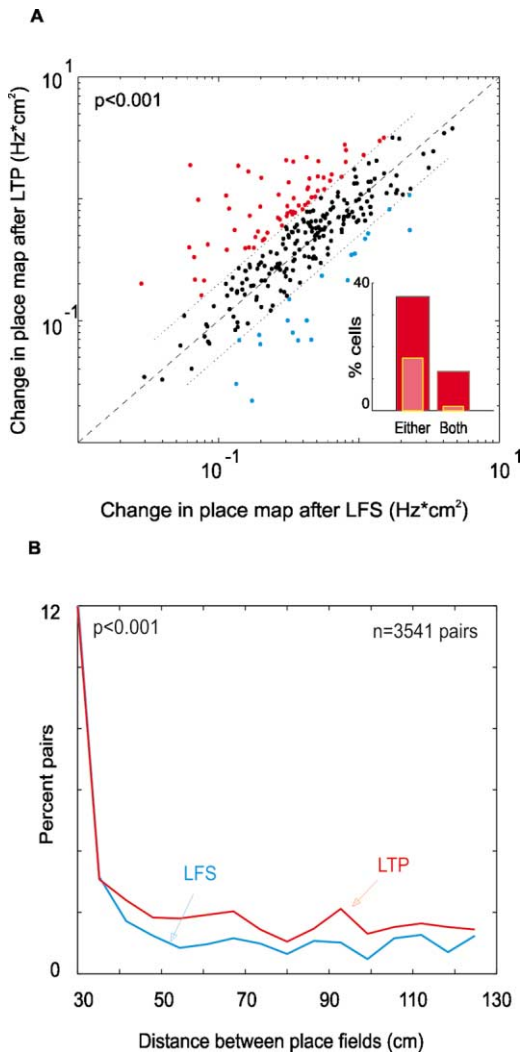 A
Change in place map after LTP (Hz*cm²)
10¹
p<0.001
10⁻¹
40
% cells
0
Either Both
10⁻¹ 10¹
Change in place map after LFS (Hz*cm²)
B
12
p<0.001 n=3541 pairs
Percent pairs
LFS
LTP
0
30 50 70 90 110 130
Distance between place fields (cm)